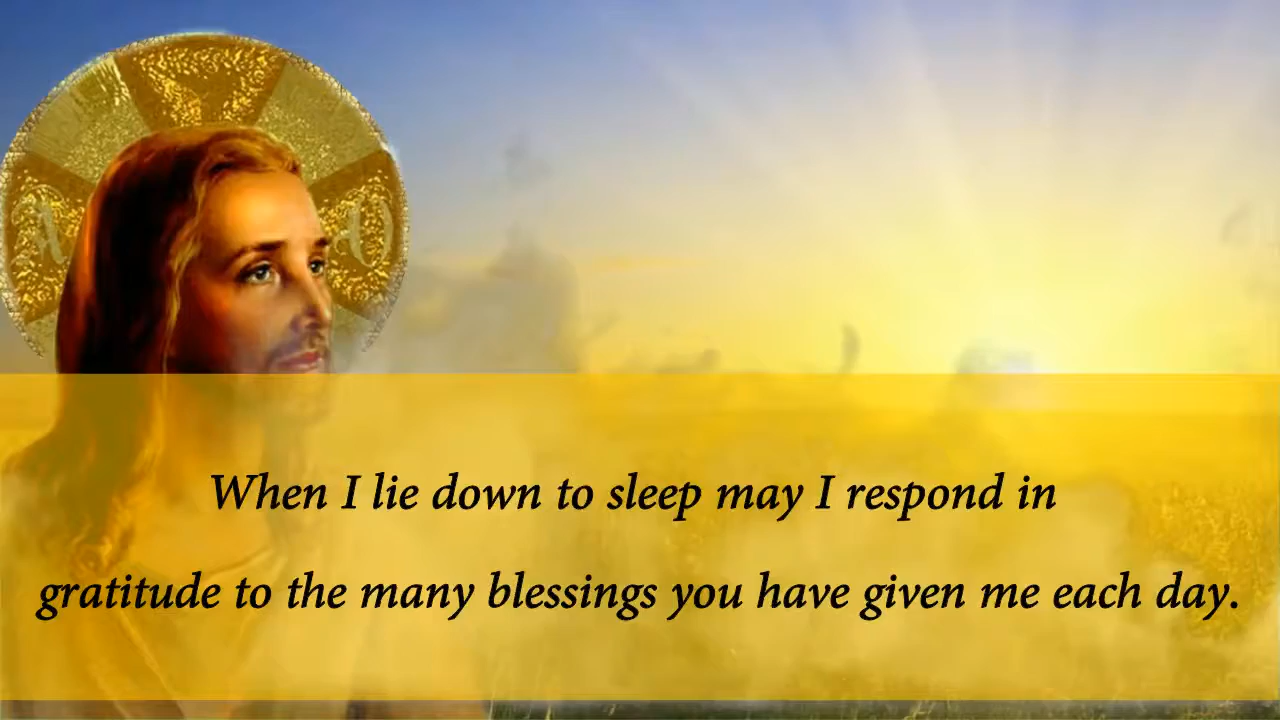 When I lie down to sleep may I respond in
gratitude to the many blessings you have given me each day.